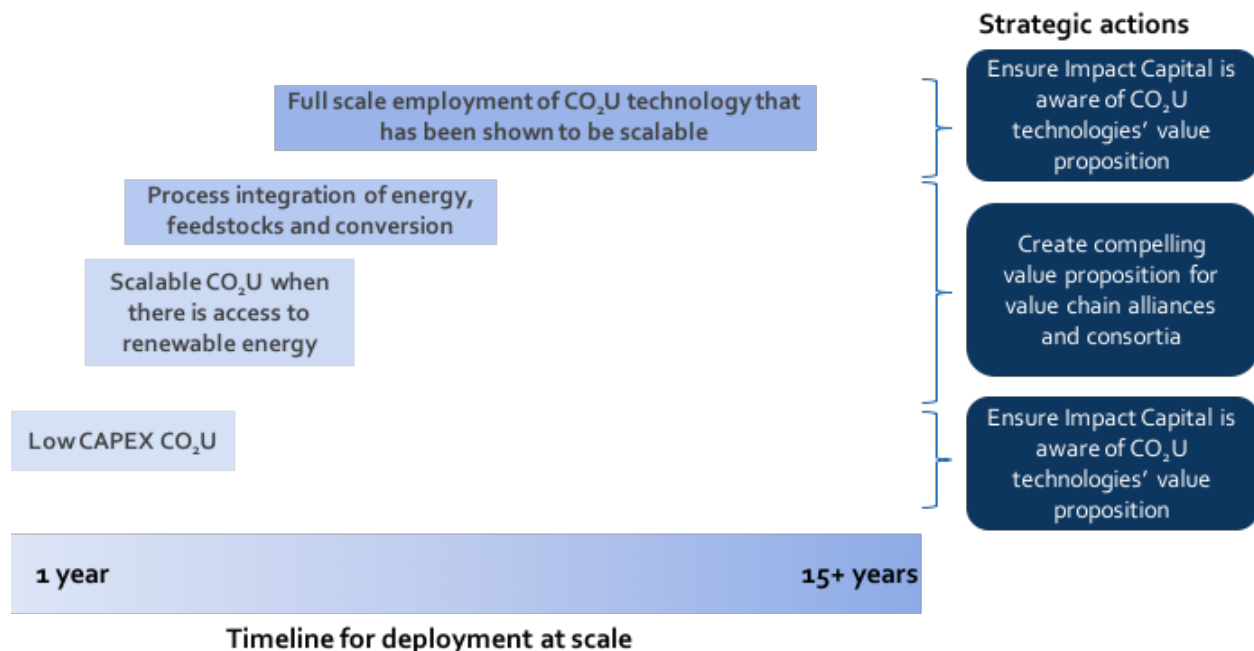 Strategic actions
Full scale employment of CO₂U technology that
has been shown to be scalable
Ensure Impact Capital is
aware of CO₂U
technologies’ value
proposition
Process integration of energy,
feedstocks and conversion
Scalable CO₂U when
there is access to
renewable energy
Create compelling
value proposition for
value chain alliances
and consortia
Low CAPEX CO₂U
Ensure Impact Capital is
aware of CO₂U
technologies’ value
proposition
1 year
15+ years
Timeline for deployment at scale